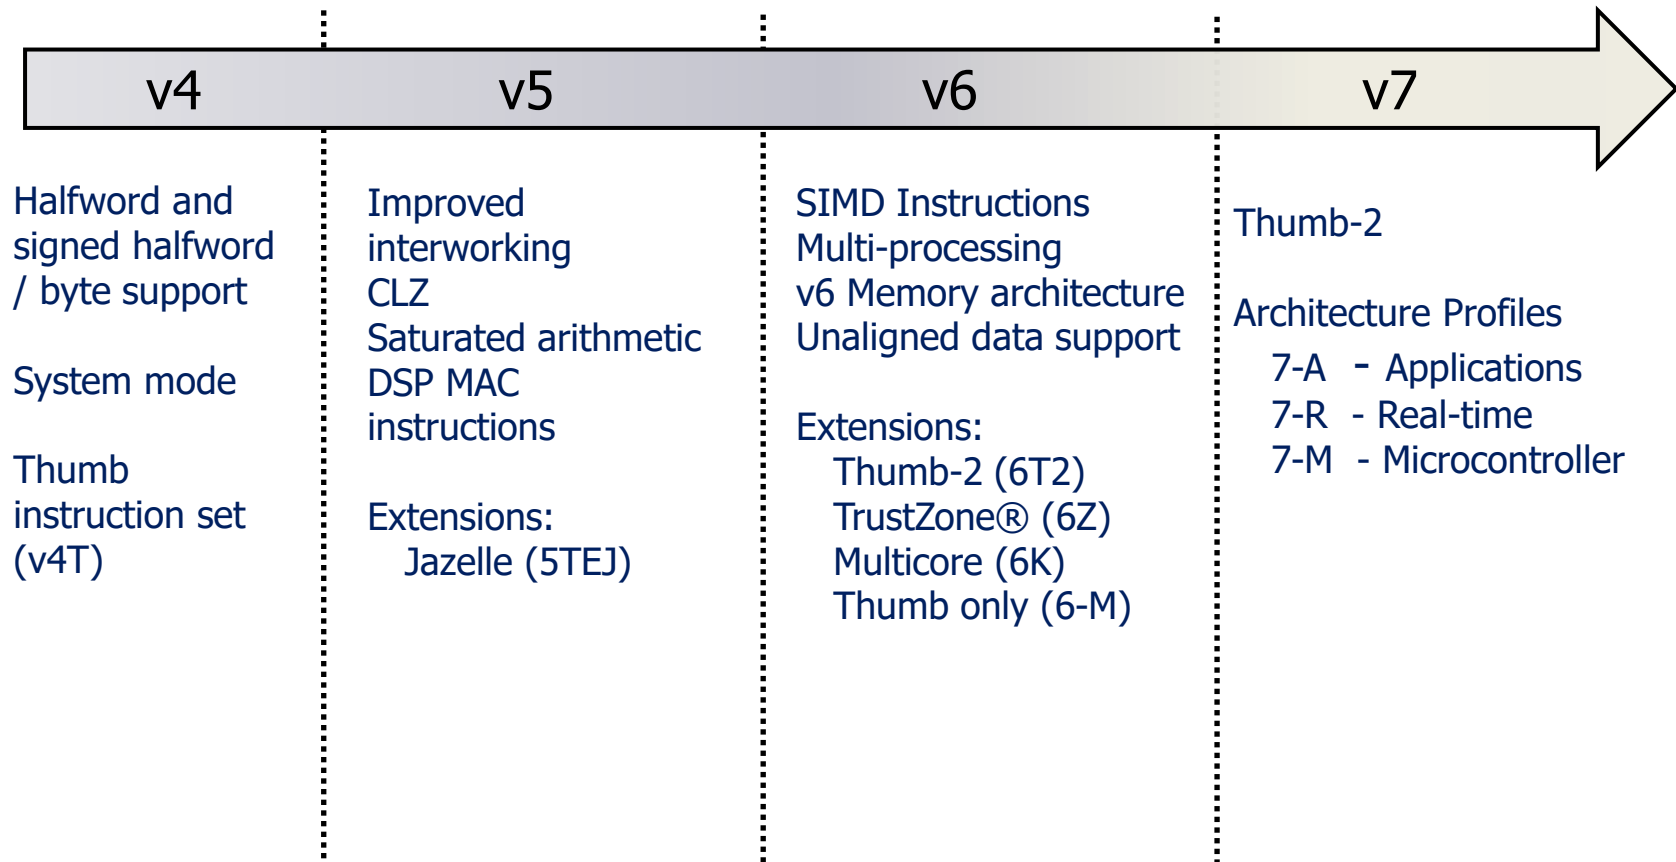 v4
v5
v6
v7
Halfword and
signed halfword
/ byte support
System mode
Thumb
instruction set
(v4T)
Improved
interworking
CLZ
Saturated arithmetic
DSP MAC
instructions
Extensions:
Jazelle (5TEJ)
SIMD Instructions
Multi-processing
v6 Memory architecture
Unaligned data support
Extensions:
Thumb-2 (6T2)
TrustZone® (6Z)
Multicore (6K)
Thumb only (6-M)
Thumb-2
Architecture Profiles
7-A - Applications
7-R - Real-time
7-M - Microcontroller